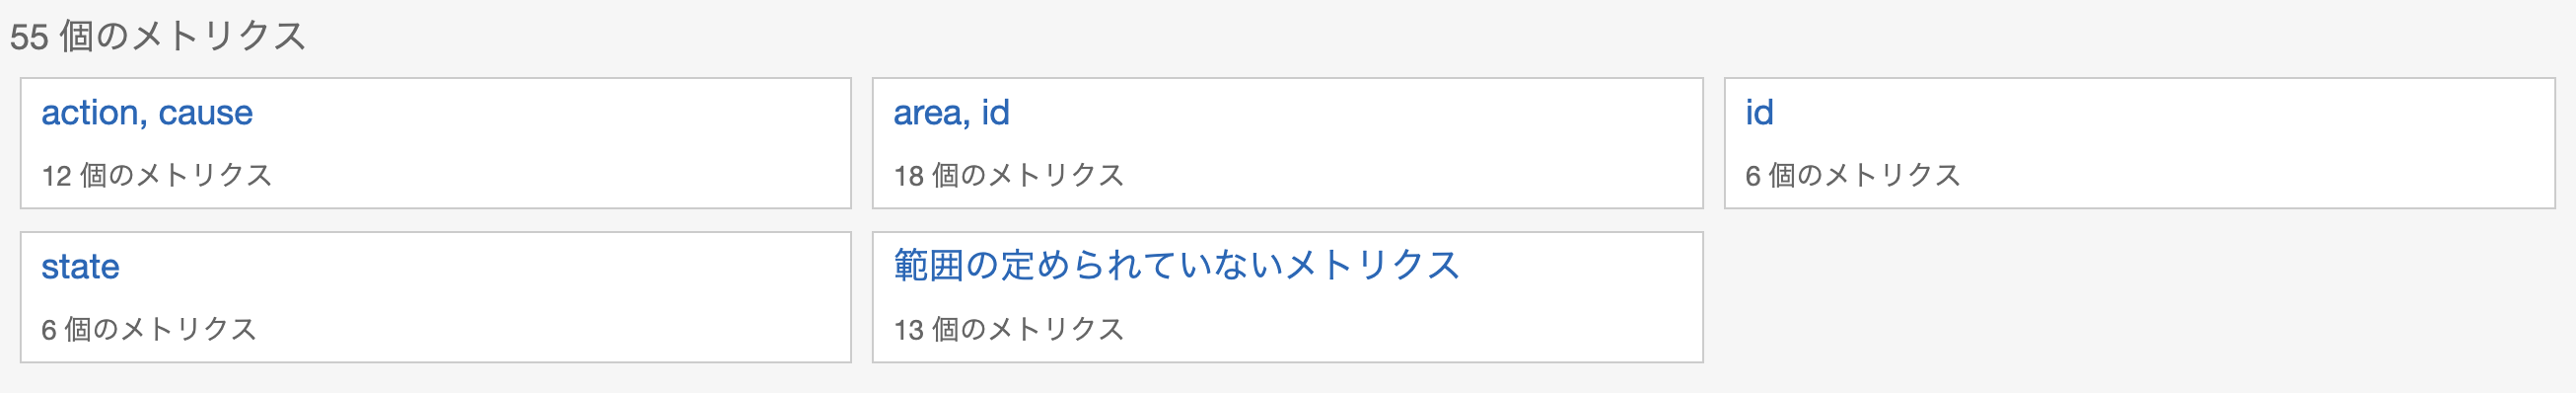 55 個のメトリクス
action, cause
12 個のメトリクス
area, id
18 個のメトリクス
id
6 個のメトリクス
state
6 個のメトリクス
範囲の定められていないメトリクス
13 個のメトリクス